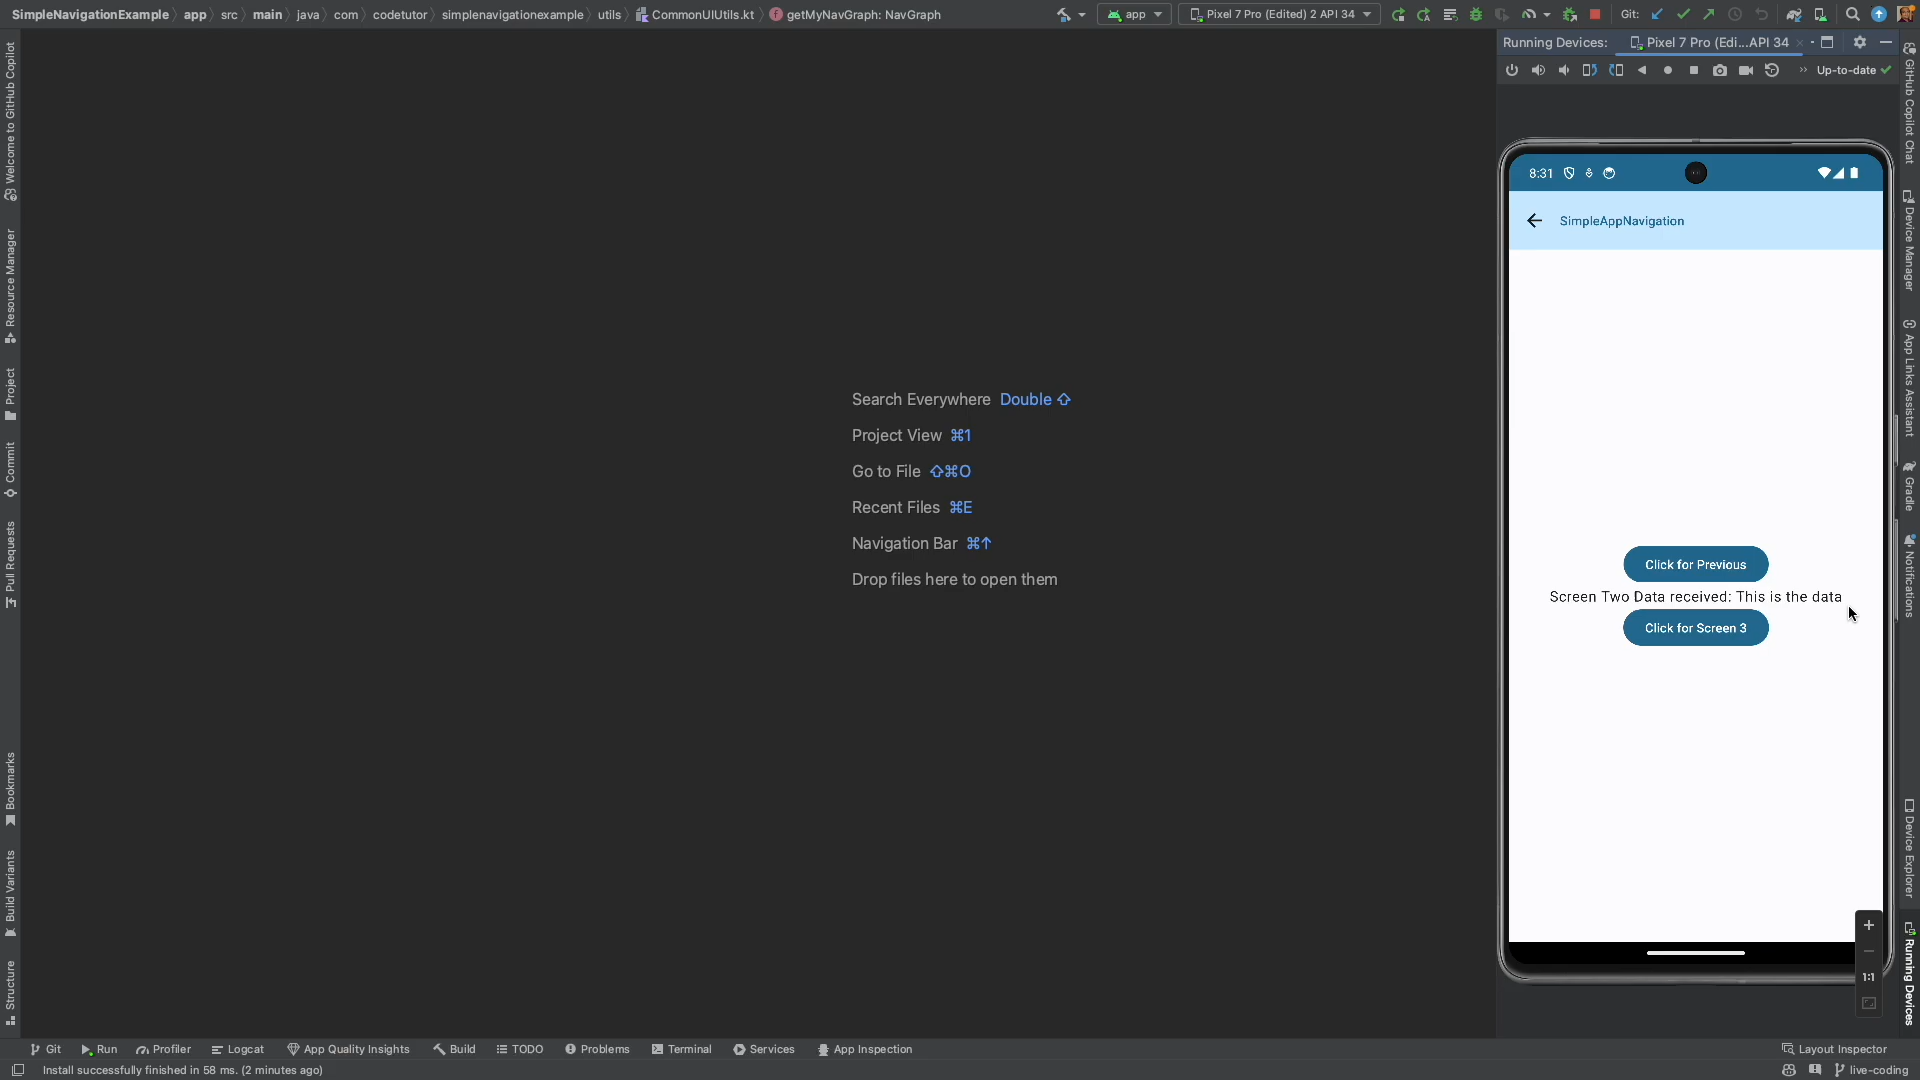 SimpleNavigationExample app src main java com codetutor simplenavigationexample utils CommonUIUtils.kt getMyNavGraph: NavGraph
app
Pixel 7 Pro (Edited) 2 API 34
Git:
Running Devices: Pixel 7 Pro (Edi...API 34
Up-to-date
Welcome to GitHub Copilot
Resource Manager
Project
Commit
Pull Requests
Bookmarks
Build Variants
Structure
Search Everywhere Double ⇧
Project View ⌘1
Go to File ⇧⌘O
Recent Files ⌘E
Navigation Bar ⌘↑
Drop files here to open them
8:31
SimpleAppNavigation
Click for Previous
Screen Two Data received: This is the data
Click for Screen 3
1:1
GitHub Copilot Chat
Device Manager
App Links Assistant
Gradle
Notifications
Device Explorer
Running Devices
Git Run Profiler Logcat App Quality Insights Build TODO Problems Terminal Services App Inspection Layout Inspector
Install successfully finished in 58 ms. (2 minutes ago)
live-coding